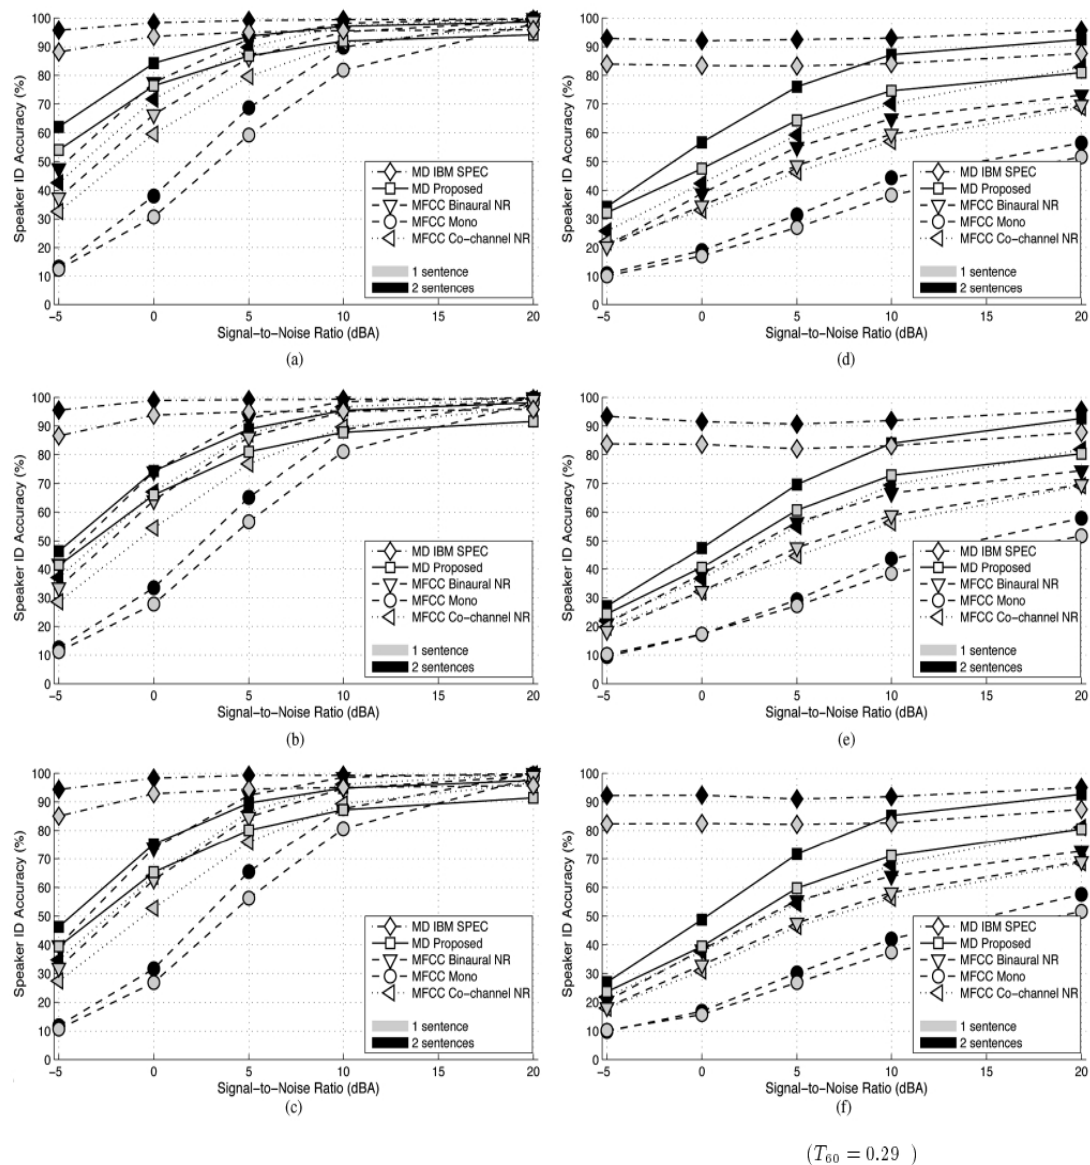 Speaker ID Accuracy (%)
100
90
80
70
60
50
40
30
20
10
0
MD IBM SPEC
MD Proposed
MFCC Binaural NR
MFCC Mono
MFCC Co-channel NR
1 sentence
2 sentences
−5 0 5 10 15 20
Signal−to−Noise Ratio (dBA)
(a)
Speaker ID Accuracy (%)
100
90
80
70
60
50
40
30
20
10
0
MD IBM SPEC
MD Proposed
MFCC Binaural NR
MFCC Mono
MFCC Co-channel NR
1 sentence
2 sentences
−5 0 5 10 15 20
Signal−to−Noise Ratio (dBA)
(d)
Speaker ID Accuracy (%)
100
90
80
70
60
50
40
30
20
10
0
MD IBM SPEC
MD Proposed
MFCC Binaural NR
MFCC Mono
MFCC Co-channel NR
1 sentence
2 sentences
−5 0 5 10 15 20
Signal−to−Noise Ratio (dBA)
(b)
Speaker ID Accuracy (%)
100
90
80
70
60
50
40
30
20
10
0
MD IBM SPEC
MD Proposed
MFCC Binaural NR
MFCC Mono
MFCC Co-channel NR
1 sentence
2 sentences
−5 0 5 10 15 20
Signal−to−Noise Ratio (dBA)
(e)
Speaker ID Accuracy (%)
100
90
80
70
60
50
40
30
20
10
0
MD IBM SPEC
MD Proposed
MFCC Binaural NR
MFCC Mono
MFCC Co-channel NR
1 sentence
2 sentences
−5 0 5 10 15 20
Signal−to−Noise Ratio (dBA)
(c)
Speaker ID Accuracy (%)
100
90
80
70
60
50
40
30
20
10
0
MD IBM SPEC
MD Proposed
MFCC Binaural NR
MFCC Mono
MFCC Co-channel NR
1 sentence
2 sentences
−5 0 5 10 15 20
Signal−to−Noise Ratio (dBA)
(f)
(T60 = 0.29 )